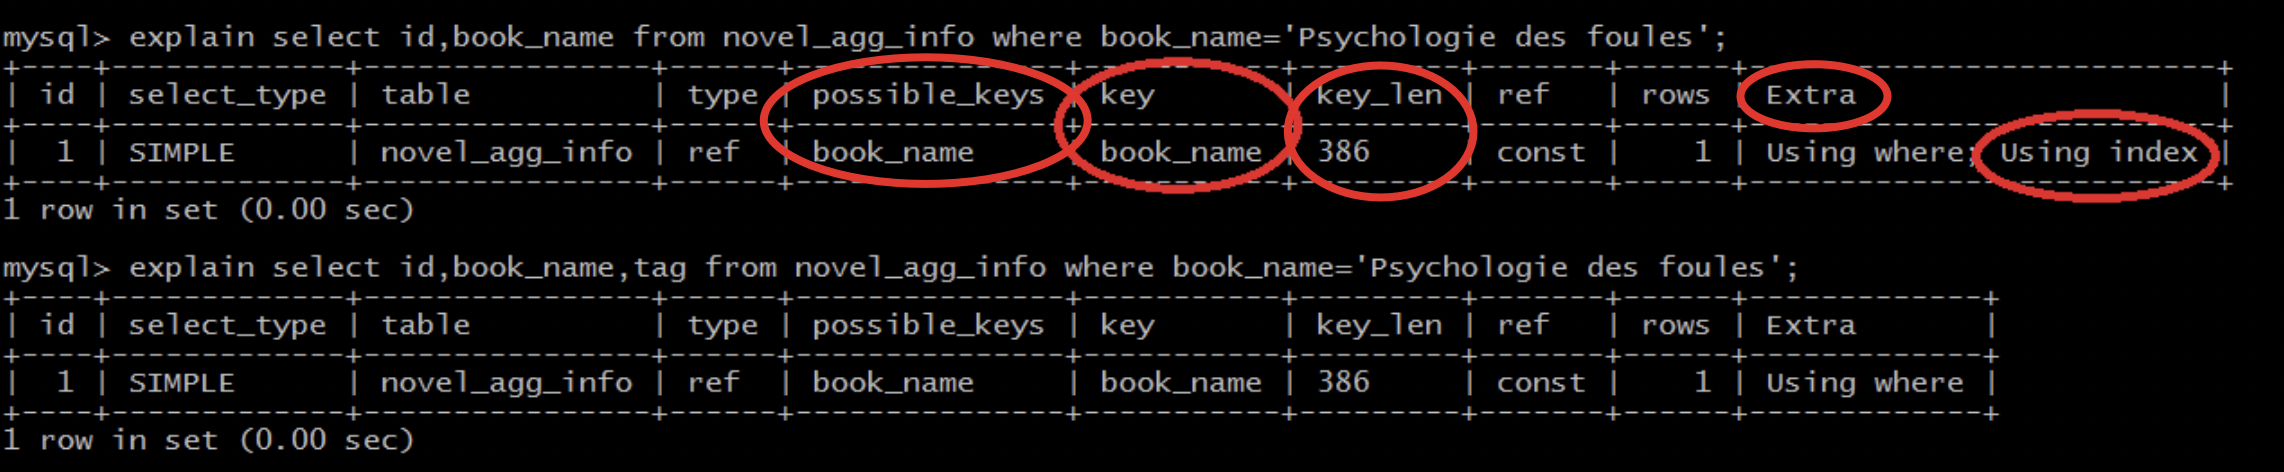 mysql> explain select id,book_name from novel_agg_info where book_name='Psychologie des foules';
+----+-------------+----------------+------+---------------+-----------+---------+-------+------+--------------------------+
| id | select_type | table          | type | possible_keys | key       | key_len | ref   | rows | Extra                    |
+----+-------------+----------------+------+---------------+-----------+---------+-------+------+--------------------------+
|  1 | SIMPLE      | novel_agg_info | ref  | book_name     | book_name | 386     | const |    1 | Using where; Using index |
+----+-------------+----------------+------+---------------+-----------+---------+-------+------+--------------------------+
1 row in set (0.00 sec)
mysql> explain select id,book_name,tag from novel_agg_info where book_name='Psychologie des foules';
+----+-------------+----------------+------+---------------+-----------+---------+-------+------+-------------+
| id | select_type | table          | type | possible_keys | key       | key_len | ref   | rows | Extra       |
+----+-------------+----------------+------+---------------+-----------+---------+-------+------+-------------+
|  1 | SIMPLE      | novel_agg_info | ref  | book_name     | book_name | 386     | const |    1 | Using where |
+----+-------------+----------------+------+---------------+-----------+---------+-------+------+-------------+
1 row in set (0.00 sec)